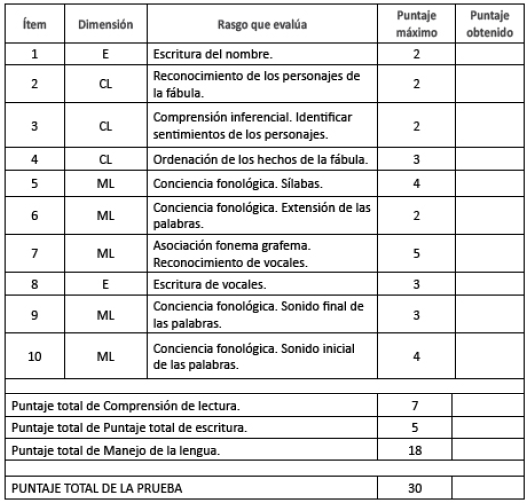 Ítem Dimensión Rasgo que evalúa Puntaje máximo Puntaje obtenido
1 E Escritura del nombre. 2
2 CL Reconocimiento de los personajes de
la fábula. 2
3 CL Comprensión inferencial. Identificar
sentimientos de los personajes. 2
4 CL Ordenación de los hechos de la fábula. 3
5 ML Conciencia fonológica. Sílabas. 4
6 ML Conciencia fonológica. Extensión de las
palabras. 2
7 ML Asociación fonema grafema.
Reconocimiento de vocales. 5
8 E Escritura de vocales. 3
9 ML Conciencia fonológica. Sonido final de
las palabras. 3
10 ML Conciencia fonológica. Sonido inicial
de las palabras. 4
Puntaje total de Comprensión de lectura. 7
Puntaje total de Puntaje total de escritura. 5
Puntaje total de Manejo de la lengua. 18
PUNTAJE TOTAL DE LA PRUEBA 30